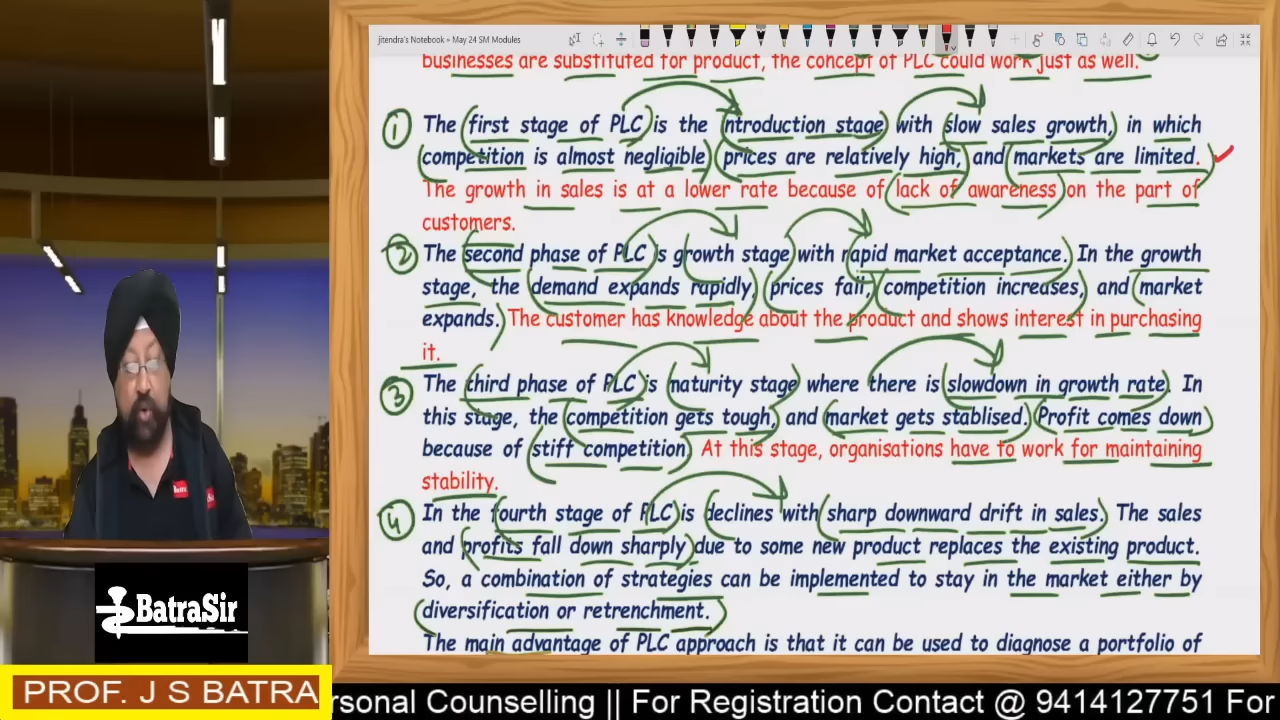 jitendra's Notebook » May 24 SM Modules
businesses are substituted for product, the concept of PLC could work just as well.
1
The first stage of PLC is the introduction stage with slow sales growth, in which
competition is almost negligible, prices are relatively high, and markets are limited.
The growth in sales is at a lower rate because of lack of awareness on the part of
customers.
2
The second phase of PLC is growth stage with rapid market acceptance. In the growth
stage, the demand expands rapidly, prices fall, competition increases, and market
expands. The customer has knowledge about the product and shows interest in purchasing
it.
3
The third phase of PLC is maturity stage where there is slowdown in growth rate. In
this stage, the competition gets tough, and market gets stablised. Profit comes down
because of stiff competition. At this stage, organisations have to work for maintaining
stability.
4
In the fourth stage of PLC is declines with sharp downward drift in sales. The sales
and profits fall down sharply due to some new product replaces the existing product.
So, a combination of strategies can be implemented to stay in the market either by
diversification or retrenchment.
The main advantage of PLC approach is that it can be used to diagnose a portfolio of
BatraSir
PROF. J S BATRA
rsonal Counselling || For Registration Contact @ 9414127751 For